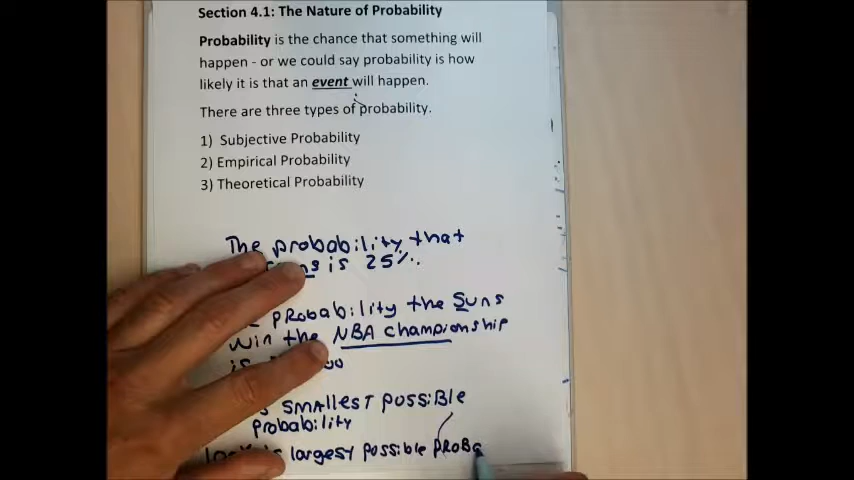 Section 4.1: The Nature of Probability
Probability is the chance that something will
happen - or we could say probability is how
likely it is that an event will happen.
There are three types of probability.
1) Subjective Probability
2) Empirical Probability
3) Theoretical Probability
The probability that
is 25%.
probability the Suns
win the NBA championship
is
smallest possible
probability
largest possible proba